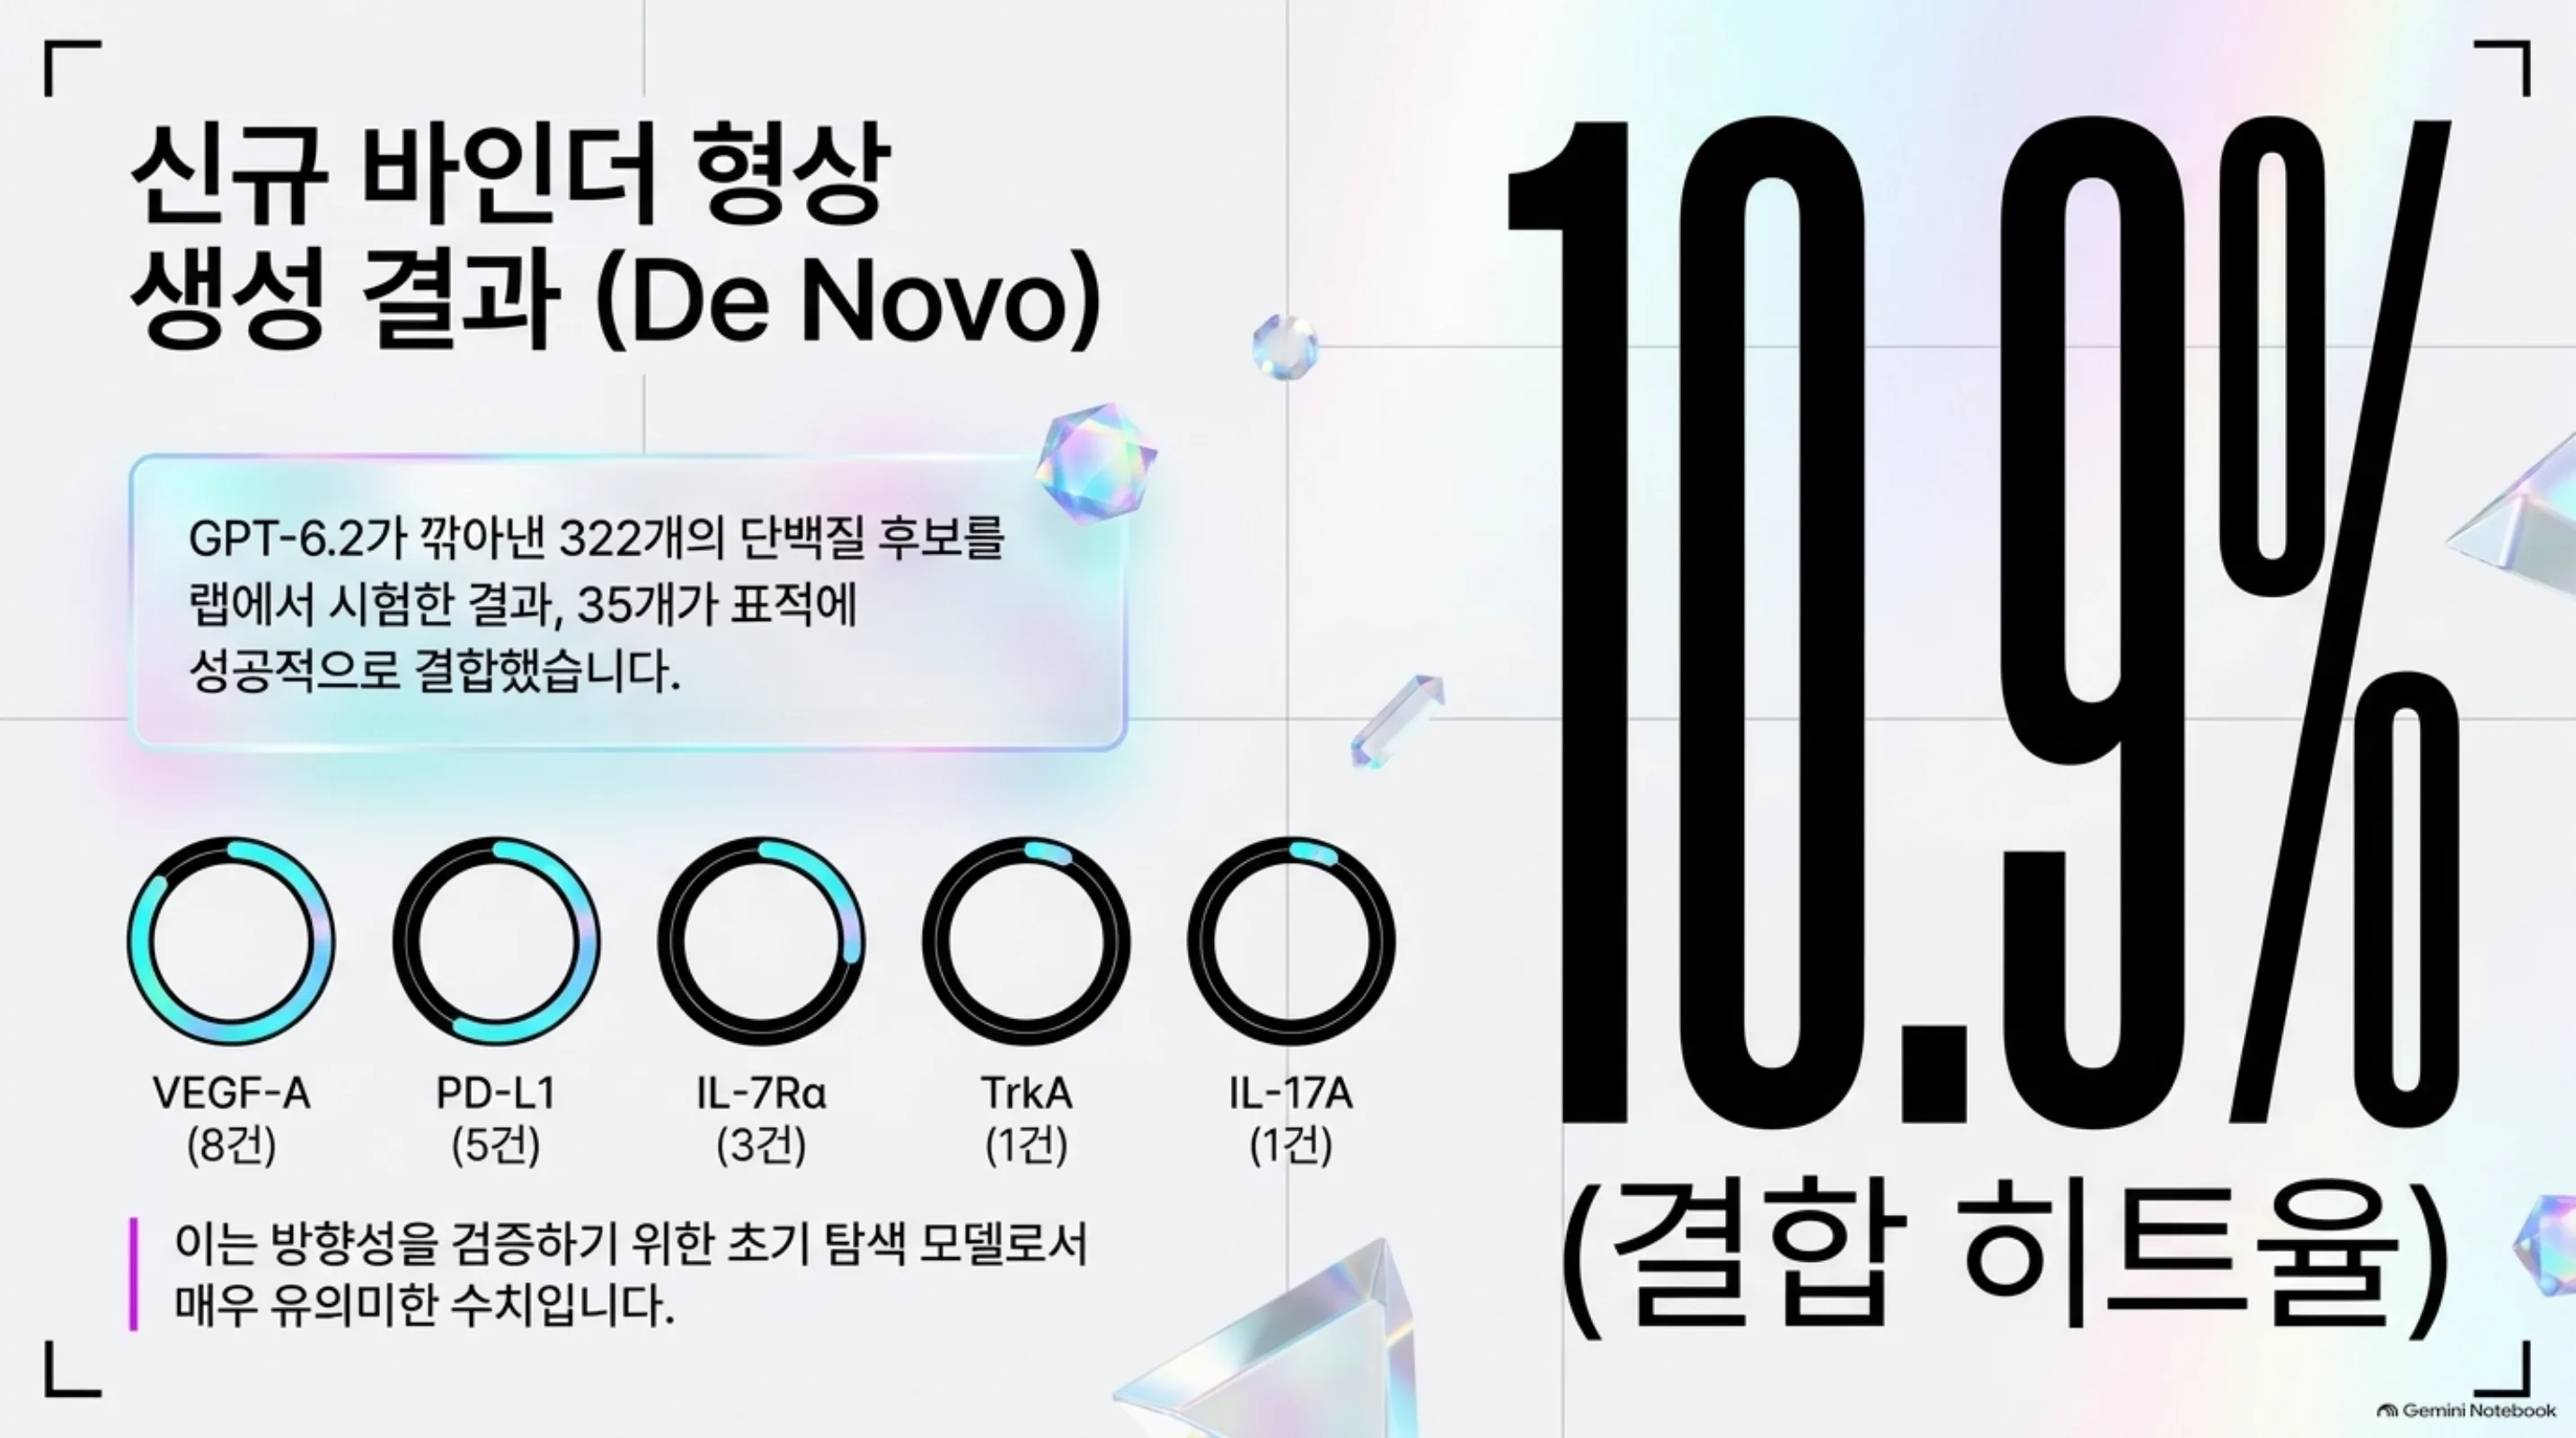 신규 바인더 형상
생성 결과 (De Novo)
GPT-6.2가 깎아낸 322개의 단백질 후보를
랩에서 시험한 결과, 35개가 표적에
성공적으로 결합했습니다.
VEGF-A
(8건)
PD-L1
(5건)
IL-7Rα
(3건)
TrkA
(1건)
IL-17A
(1건)
이는 방향성을 검증하기 위한 초기 탐색 모델로서
매우 유의미한 수치입니다.
10.9%
(결합 히트율)
Gemini Notebook